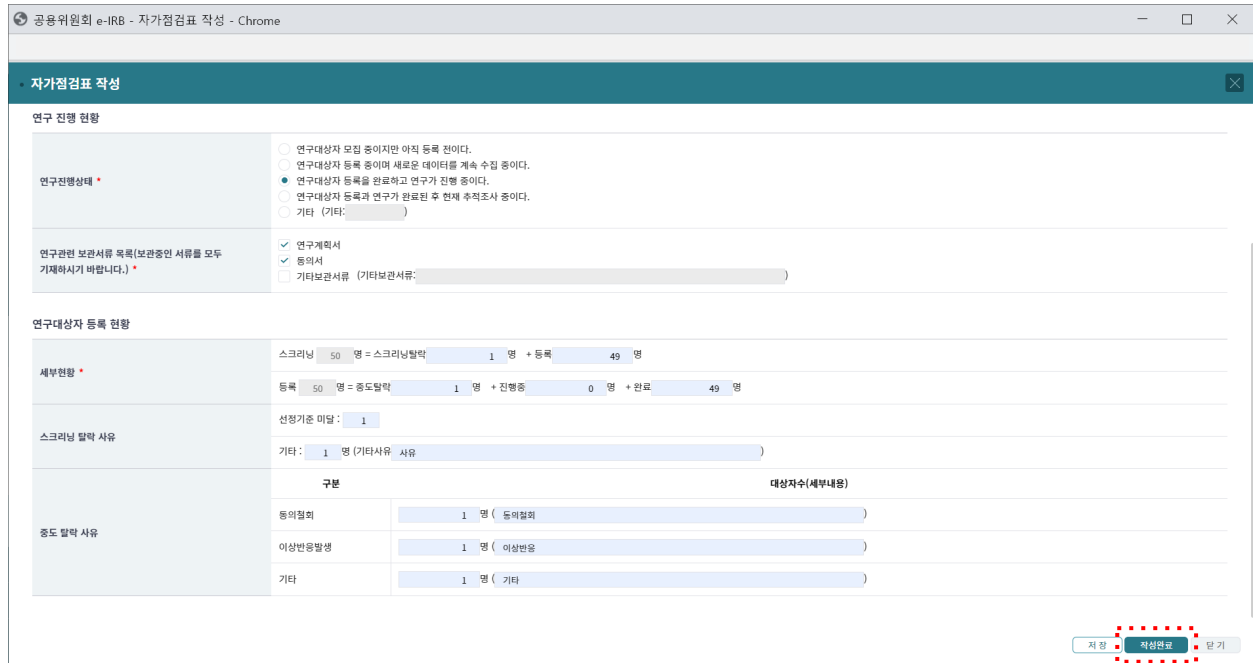 공용위원회 e-IRB - 자가점검표 작성 - Chrome
• 자가점검표 작성
연구 진행 현황
연구진행상태 *
연구대상자 모집 중이지만 아직 등록 전이다.
연구대상자 등록 중이며 새로운 데이터를 계속 수집 중이다.
연구대상자 등록을 완료하고 연구가 진행 중이다.
연구대상자 등록과 연구가 완료된 후 현재 추적조사 중이다.
기타 (기타: )
연구관련 보관서류 목록(보관중인 서류를 모두
기재하시기 바랍니다.) *
연구계획서
동의서
기타보관서류 (기타보관서류: )
연구대상자 등록 현황
세부현황 *
스크리닝 50 명 = 스크리닝탈락 1 명 + 등록 49 명
등록 50 명 = 중도탈락 1 명 + 진행중 0 명 + 완료 49 명
스크리닝 탈락 사유
선정기준 미달 : 1
기타 : 1 명 (기타사유 사유 )
중도 탈락 사유
구분 대상자수(세부내용)
동의철회 1 명 ( 동의철회 )
이상반응발생 1 명 ( 이상반응 )
기타 1 명 ( 기타 )
저장 작성완료 닫기